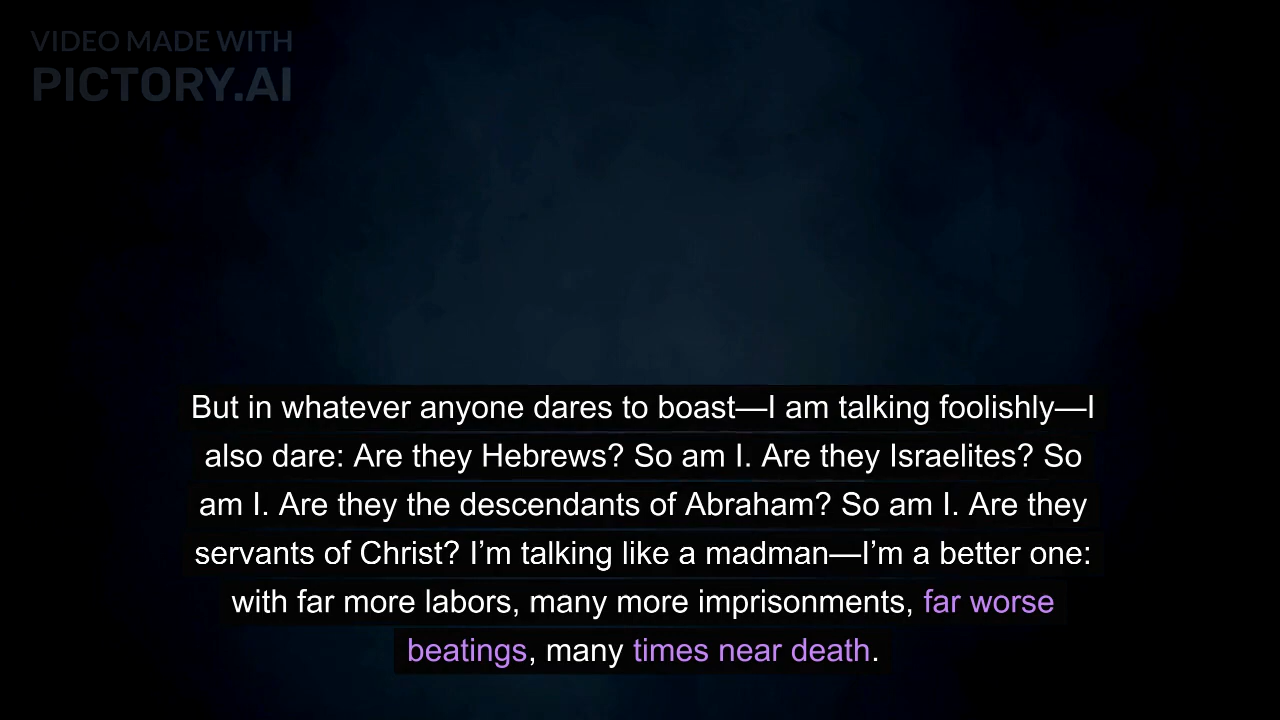 VIDEO MADE WITH
PICTORY.AI
But in whatever anyone dares to boast—I am talking foolishly—I
also dare: Are they Hebrews? So am I. Are they Israelites? So
am I. Are they the descendants of Abraham? So am I. Are they
servants of Christ? I’m talking like a madman—I’m a better one:
with far more labors, many more imprisonments, far worse
beatings, many times near death.